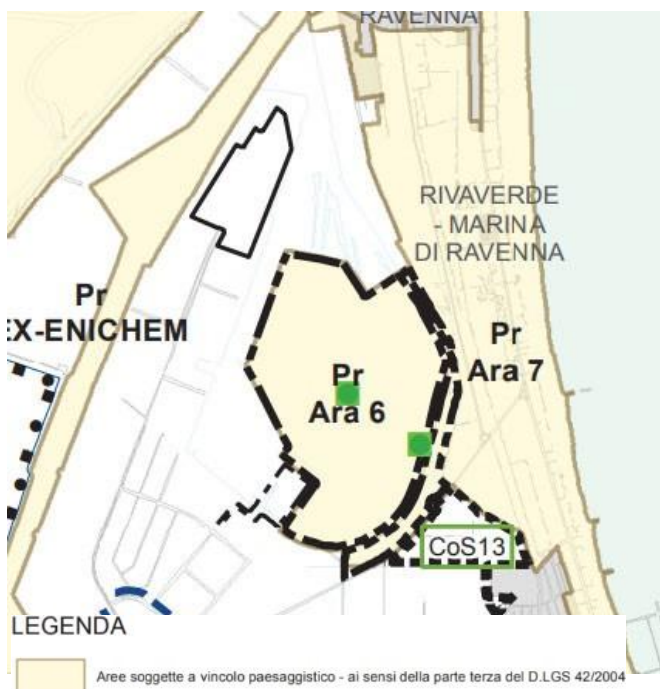 RAVENNA
RIVAVERDE
- MARINA
DI RAVENNA
Pr
EX-ENICHEM
Pr
Ara 6
Pr
Ara 7
CoS13
LEGENDA
Aree soggette a vincolo paesaggistico - ai sensi della parte terza del D.LGS 42/2004